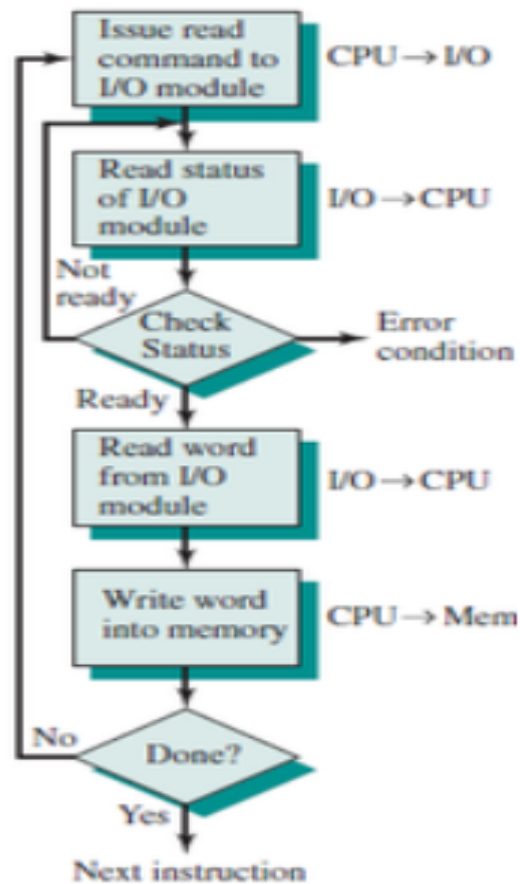 Issue read
command to
I/O module
CPU → I/O
Read status
of I/O
module
I/O → CPU
Not
ready
Check
Status
Error
condition
Ready
Read word
from I/O
module
I/O → CPU
Write word
into memory
CPU → Mem
No
Done?
Yes
Next instruction